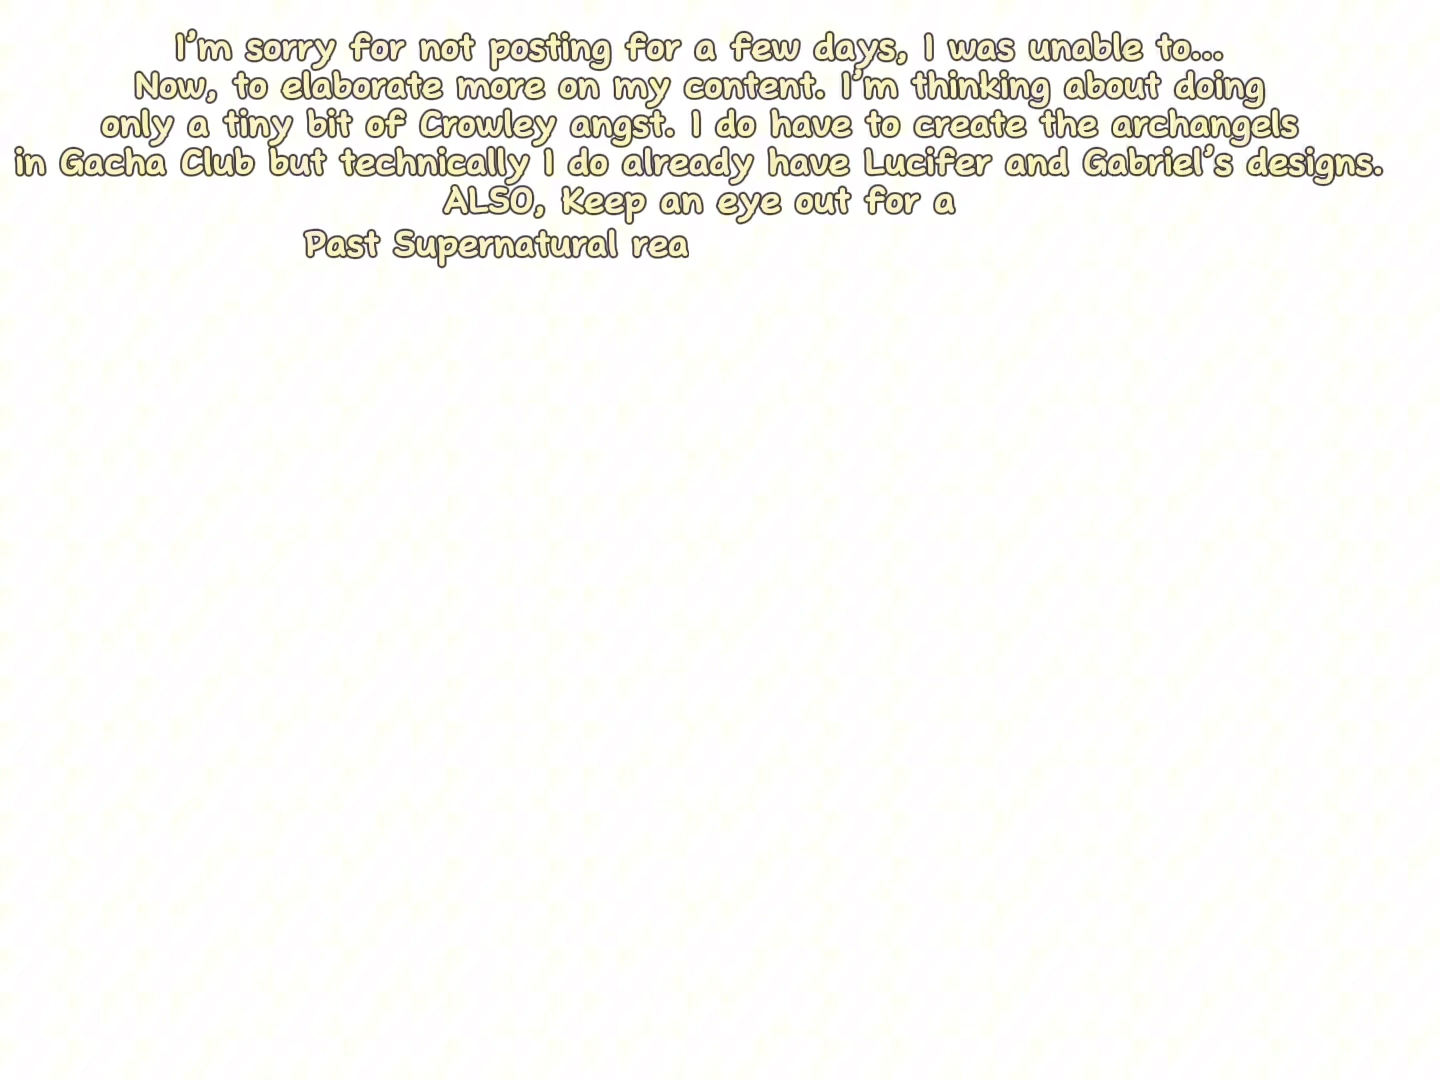 I'm sorry for not posting for a few days, I was unable to...
Now, to elaborate more on my content. I'm thinking about doing
only a tiny bit of Crowley angst. I do have to create the archangels
in Gacha Club but technically I do already have Lucifer and Gabriel's designs.
ALSO, Keep an eye out for a
Past Supernatural rea